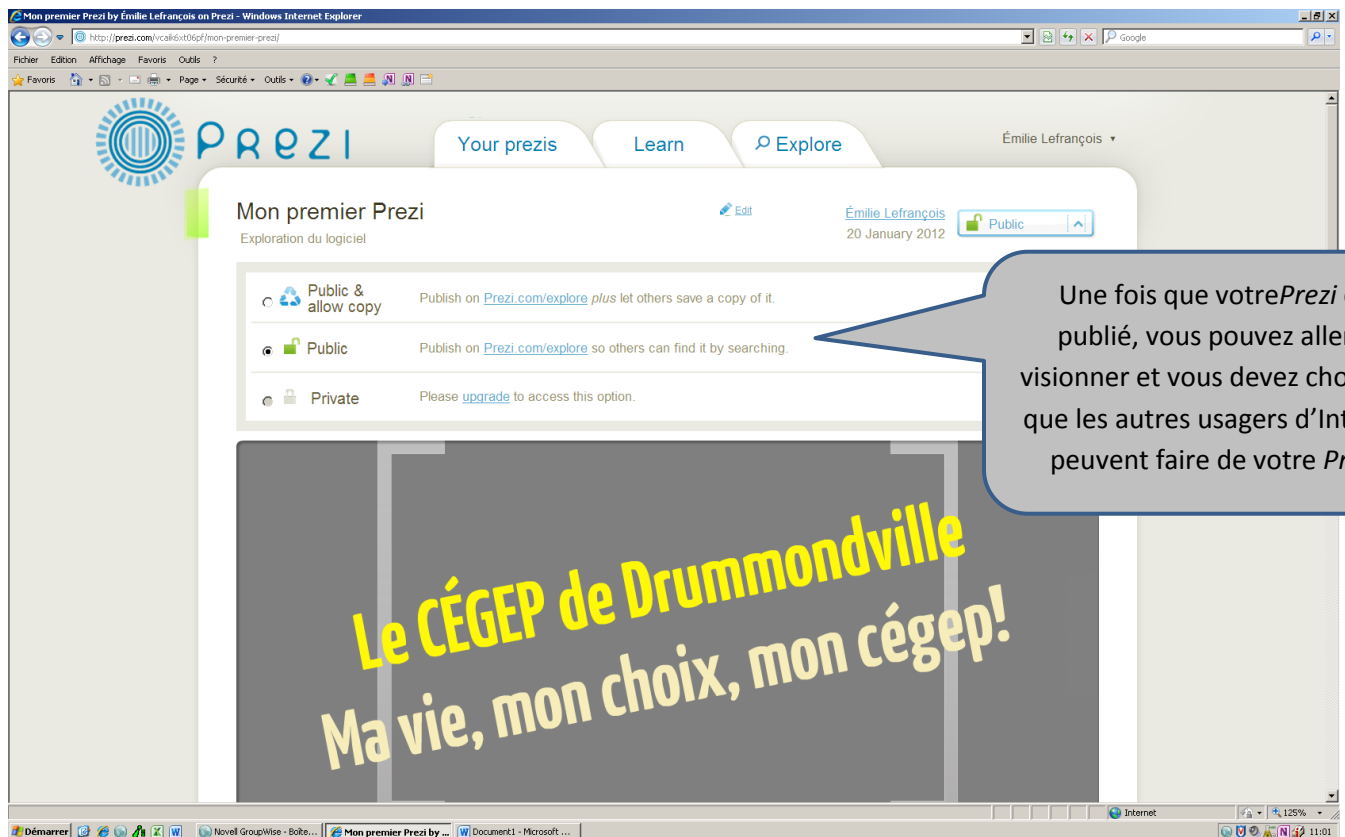 Mon premier Prezi by Émilie Lefrançois on Prezi - Windows Internet Explorer
http://prezi.com/vcaik6xt06pf/mon-premier-prezi/
Google
Fichier Edition Affichage Favoris Outils ?
Favoris Page Sécurité Outils
PREZI
Your prezis Learn Explore Émilie Lefrançois
Mon premier Prezi Edit Émilie Lefrançois Public
Exploration du logiciel 20 January 2012
Public &
allow copy
Publish on Prezi.com/explore plus let others save a copy of it.
Public Publish on Prezi.com/explore so others can find it by searching.
Private Please upgrade to access this option.
Une fois que votrePrezi
publié, vous pouvez aller
visionner et vous devez cho
que les autres usagers d'Int
peuvent faire de votre Pr
Le CÉGEP de Drummondville
Ma vie, mon choix, mon cégep!
Internet 125%
Démarrer Novell GroupWise - Boîte... Mon premier Prezi by ... Document1 - Microsoft ... 11:01